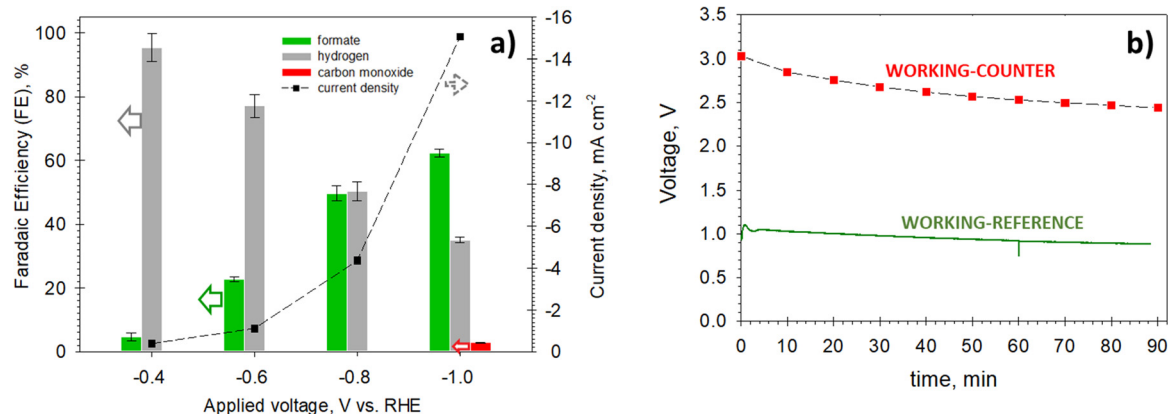 a)
formate
hydrogen
carbon monoxide
current density
Faradaic Efficiency (FE), %
100
80
60
40
20
0
-16
-14
-12
-10
-8
-6
-4
-2
0
Current density, mA cm-2
-0.4 -0.6 -0.8 -1.0
Applied voltage, V vs. RHE
b)
Voltage, V
3.5
3.0
2.5
2.0
1.5
1.0
0.5
0.0
WORKING-COUNTER
WORKING-REFERENCE
0 10 20 30 40 50 60 70 80 90
time, min